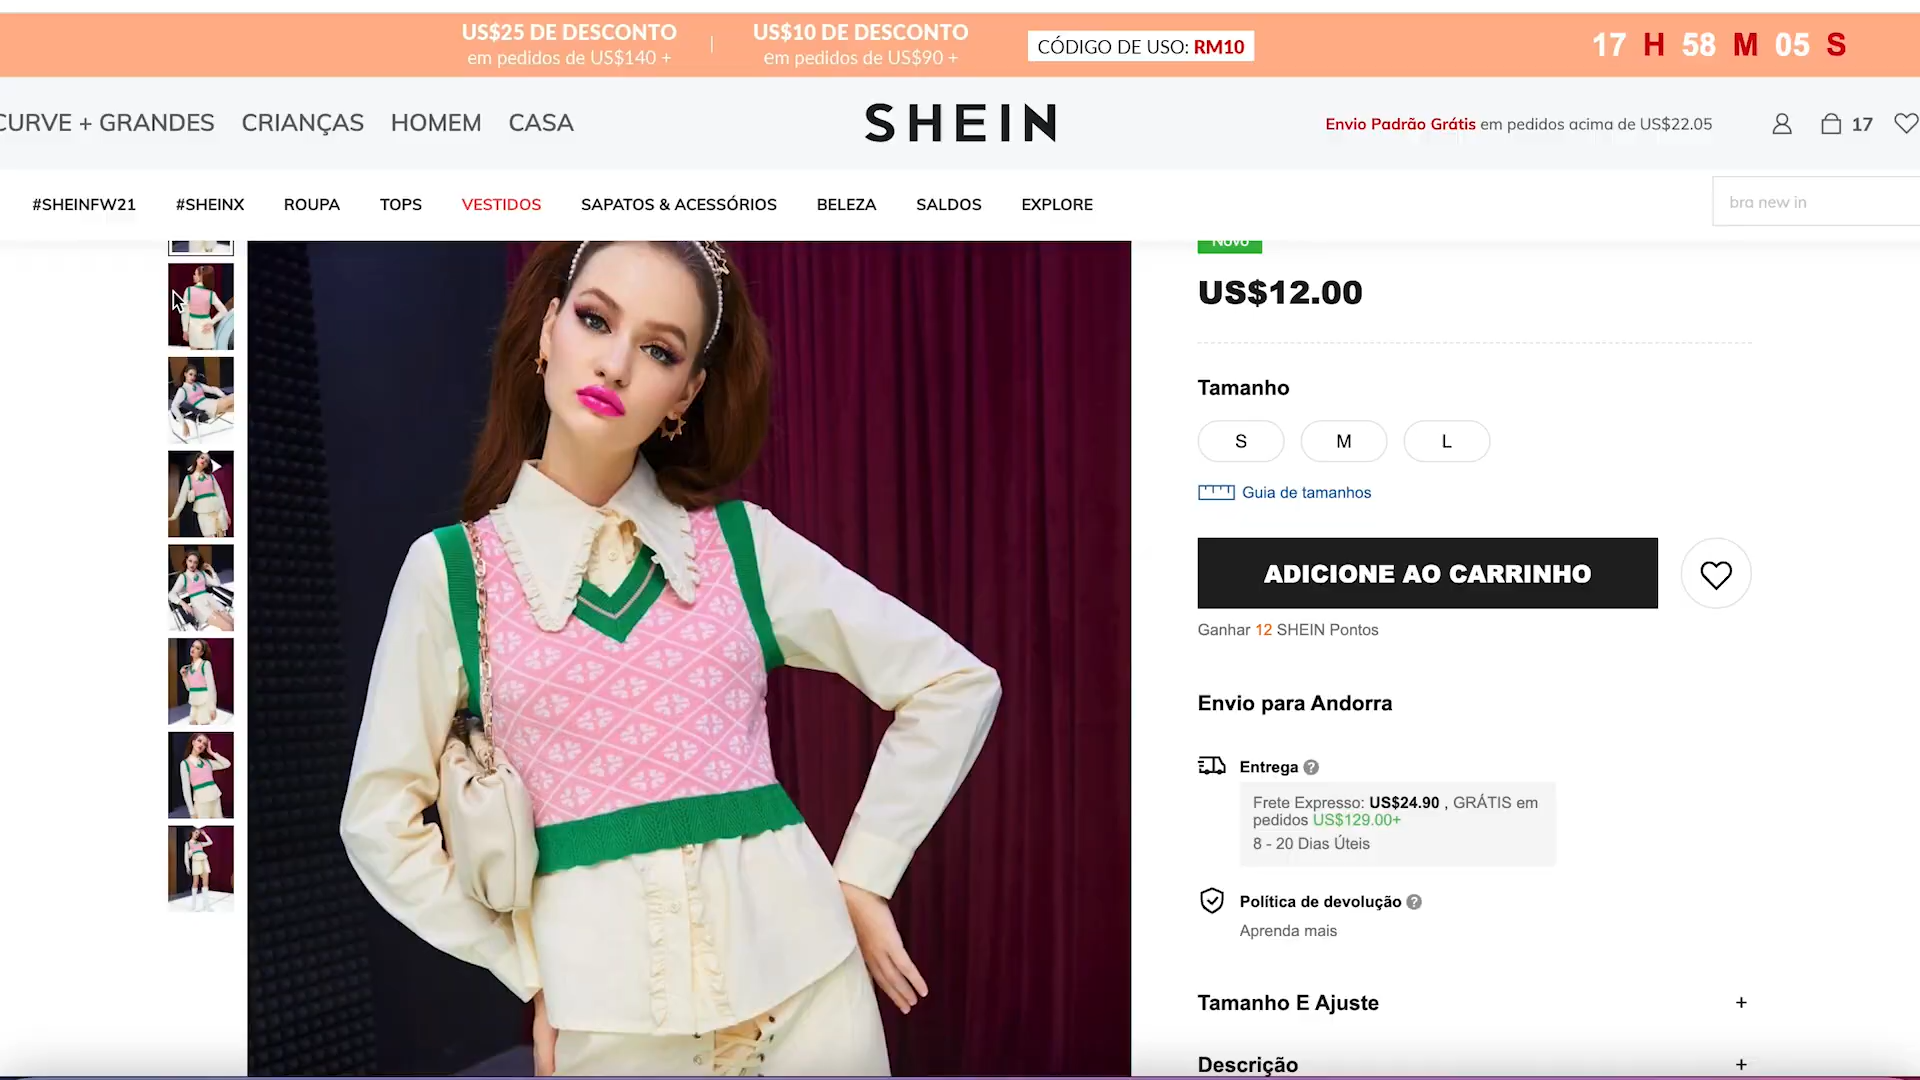 US$25 DE DESCONTO
em pedidos de US$140 +
US$10 DE DESCONTO
em pedidos de US$90 +
CÓDIGO DE USO: RM10
17 H 58 M 05 S
CURVE + GRANDES
CRIANÇAS
HOMEM
CASA
SHEIN
Envio Padrão Grátis em pedidos acima de US$22.05
17
#SHEINFW21
#SHEINX
ROUPA
TOPS
VESTIDOS
SAPATOS & ACESSÓRIOS
BELEZA
SALDOS
EXPLORE
bra new in
Novo
US$12.00
Tamanho
S
M
L
Guia de tamanhos
ADICIONE AO CARRINHO
Ganhar 12 SHEIN Pontos
Envio para Andorra
Entrega ?
Frete Expresso: US$24.90 , GRÁTIS em
pedidos US$129.00+
8 - 20 Dias Úteis
Política de devolução ?
Aprenda mais
Tamanho E Ajuste +
Descrição +